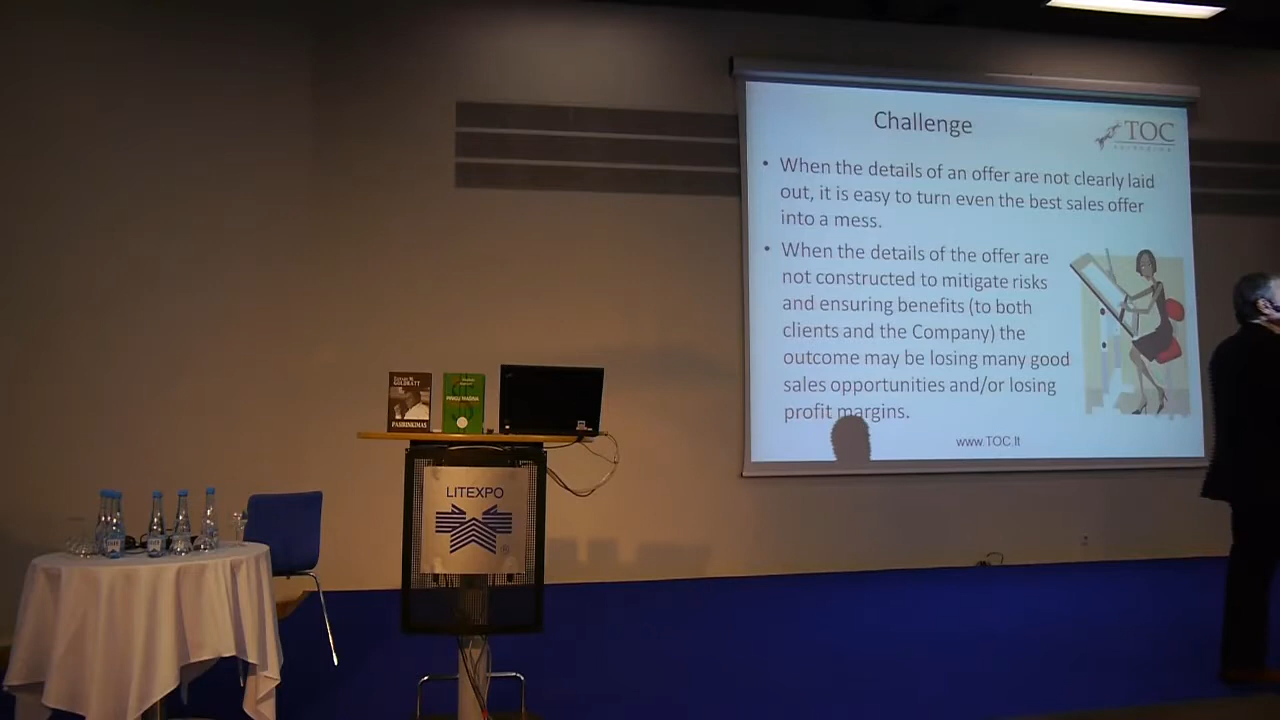 Challenge
TOC
• When the details of an offer are not clearly laid
out, it is easy to turn even the best sales offer
into a mess.
• When the details of the offer are
not constructed to mitigate risks
and ensuring benefits (to both
clients and the Company) the
outcome may be losing many good
sales opportunities and/or losing
profit margins.
www.TOC.lt
GOLDRATT
PASIRINKIMAS
PINIGŲ MAŠINA
LITEXPO
®